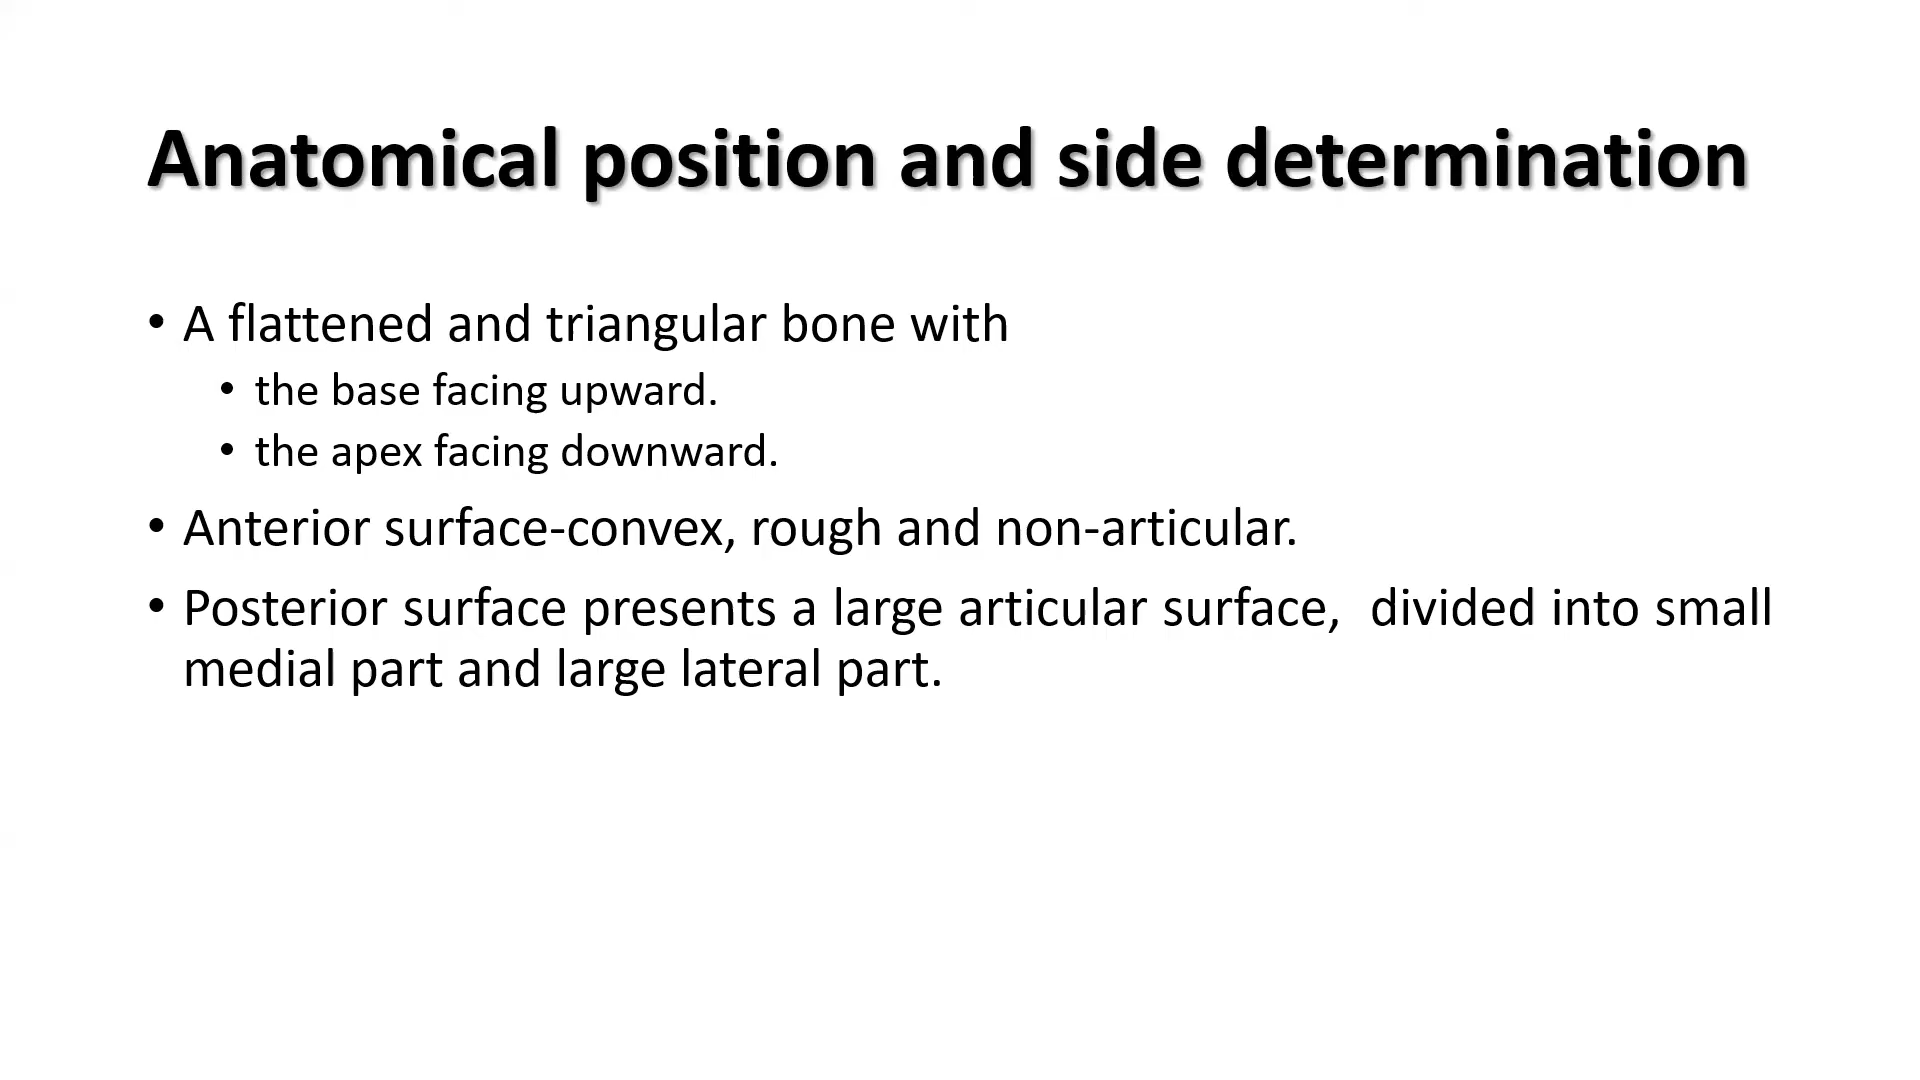 Anatomical position and side determination
• A flattened and triangular bone with
• the base facing upward.
• the apex facing downward.
• Anterior surface-convex, rough and non-articular.
• Posterior surface presents a large articular surface,  divided into small
medial part and large lateral part.